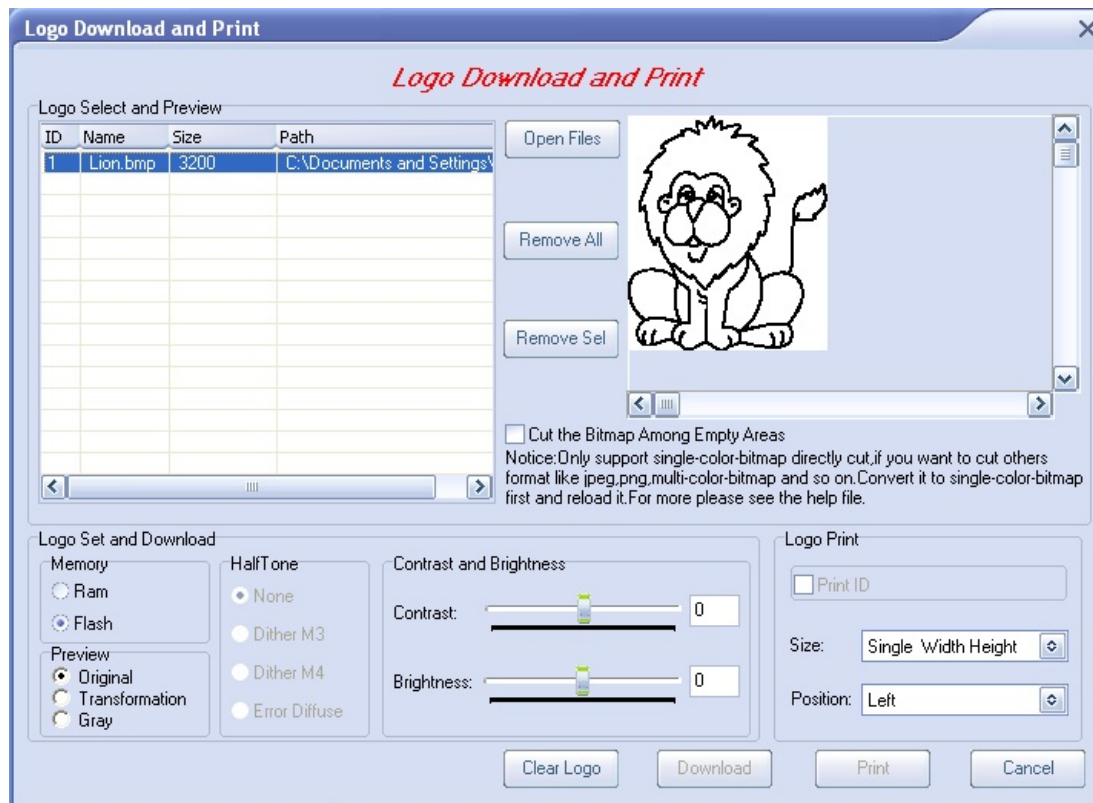 Logo Download and Print
Logo Download and Print
Logo Select and Preview
ID Name Size Path
1 Lion.bmp 3200 C:\Documents and Settings\
Open Files
Remove All
Remove Sel
Cut the Bitmap Among Empty Areas
Notice:Only support single-color-bitmap directly cut,if you want to cut others
format like jpeg,png,multi-color-bitmap and so on.Convert it to single-color-bitmap
first and reload it.For more please see the help file.
Logo Set and Download
Memory
Ram
Flash
Preview
Original
Transformation
Gray
HalfTone
None
Dither M3
Dither M4
Error Diffuse
Contrast and Brightness
Contrast: 0
Brightness: 0
Logo Print
Print ID
Size: Single Width Height
Position: Left
Clear Logo Download Print Cancel